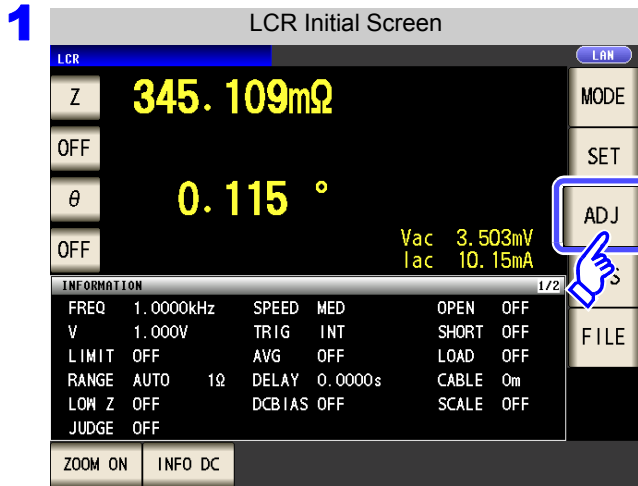 1
LCR Initial Screen
LCR
LAN
Z 345.109mΩ
MODE
OFF
SET
θ 0.115 °
ADJ
OFF
Vac 3.503mV
Iac 10.15mA
S
INFORMATION 1/2
FREQ 1.0000kHz SPEED MED OPEN OFF
V 1.000V TRIG INT SHORT OFF
FILE
LIMIT OFF AVG OFF LOAD OFF
RANGE AUTO 1Ω DELAY 0.0000s CABLE 0m
LOW Z OFF DCBIAS OFF SCALE OFF
JUDGE OFF
ZOOM ON INFO DC